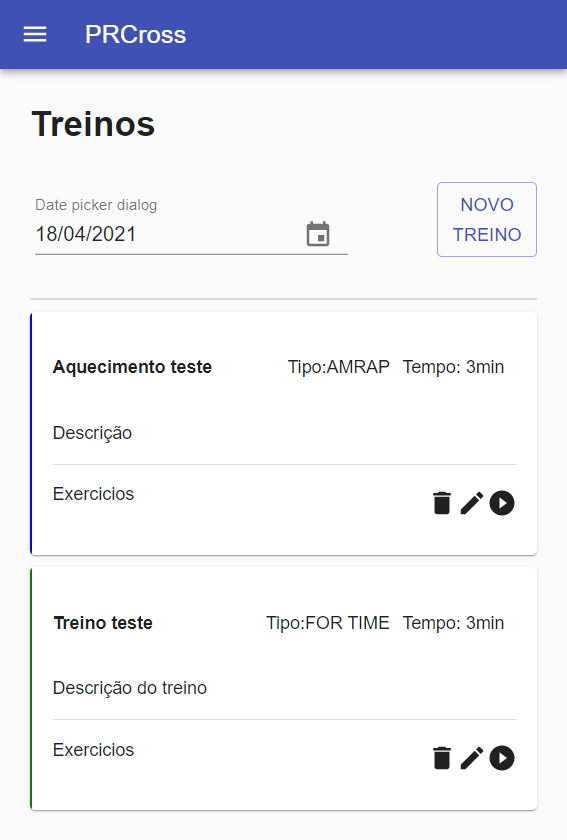 PRCross
Treinos
Date picker dialog
18/04/2021
NOVO
TREINO
Aquecimento teste Tipo:AMRAP Tempo: 3min
Descrição
Exercicios
Treino teste Tipo:FOR TIME Tempo: 3min
Descrição do treino
Exercicios